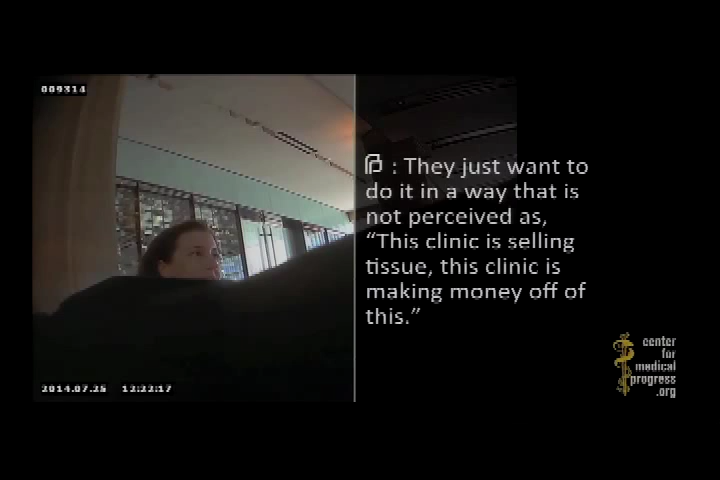 009314
: They just want to
do it in a way that is
not perceived as,
“This clinic is selling
tissue, this clinic is
making money off of
this.”
center
for
medical
progress
.org
2014.07.25 12:22:17